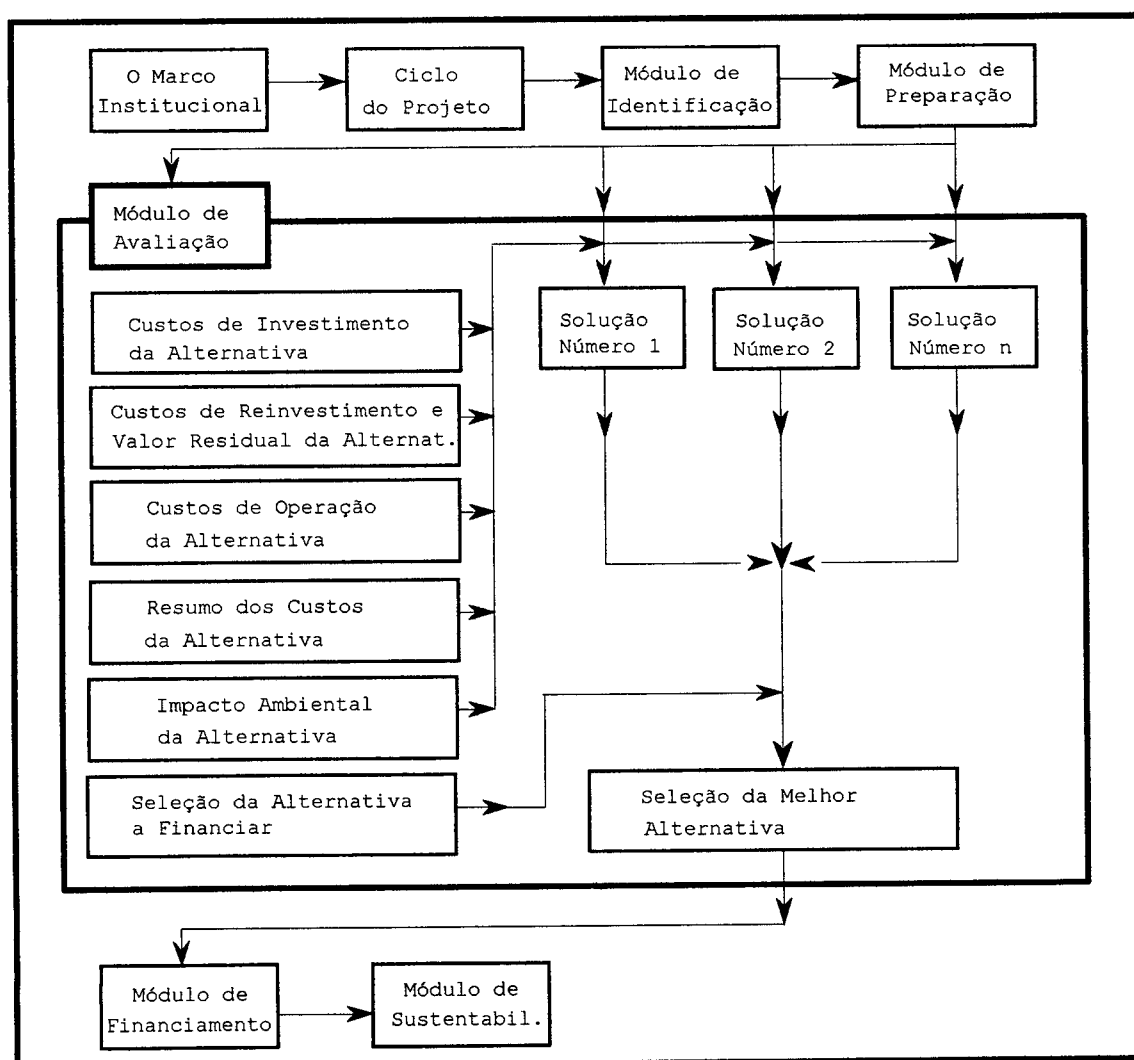 O Marco
Institucional
Ciclo
do Projeto
Módulo de
Identificação
Módulo de
Preparação
Módulo de
Avaliação
Custos de Investimento
da Alternativa
Custos de Reinvestimento e
Valor Residual da Alternat.
Custos de Operação
da Alternativa
Resumo dos Custos
da Alternativa
Impacto Ambiental
da Alternativa
Seleção da Alternativa
a Financiar
Solução
Número 1
Solução
Número 2
Solução
Número n
Seleção da Melhor
Alternativa
Módulo de
Financiamento
Módulo de
Sustentabil.